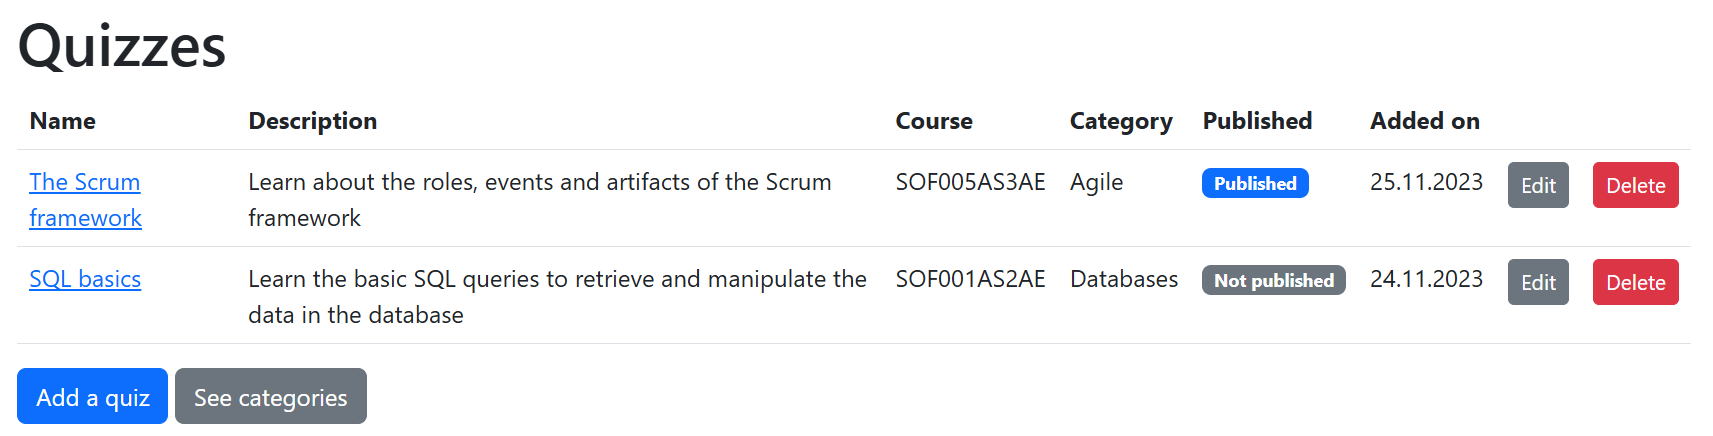 Quizzes
Name Description Course Category Published Added on
The Scrum Learn about the roles, events and artifacts of the Scrum SOF005AS3AE Agile Published 25.11.2023 Edit Delete
framework framework
SQL basics Learn the basic SQL queries to retrieve and manipulate the SOF001AS2AE Databases Not published 24.11.2023 Edit Delete
data in the database
Add a quiz See categories